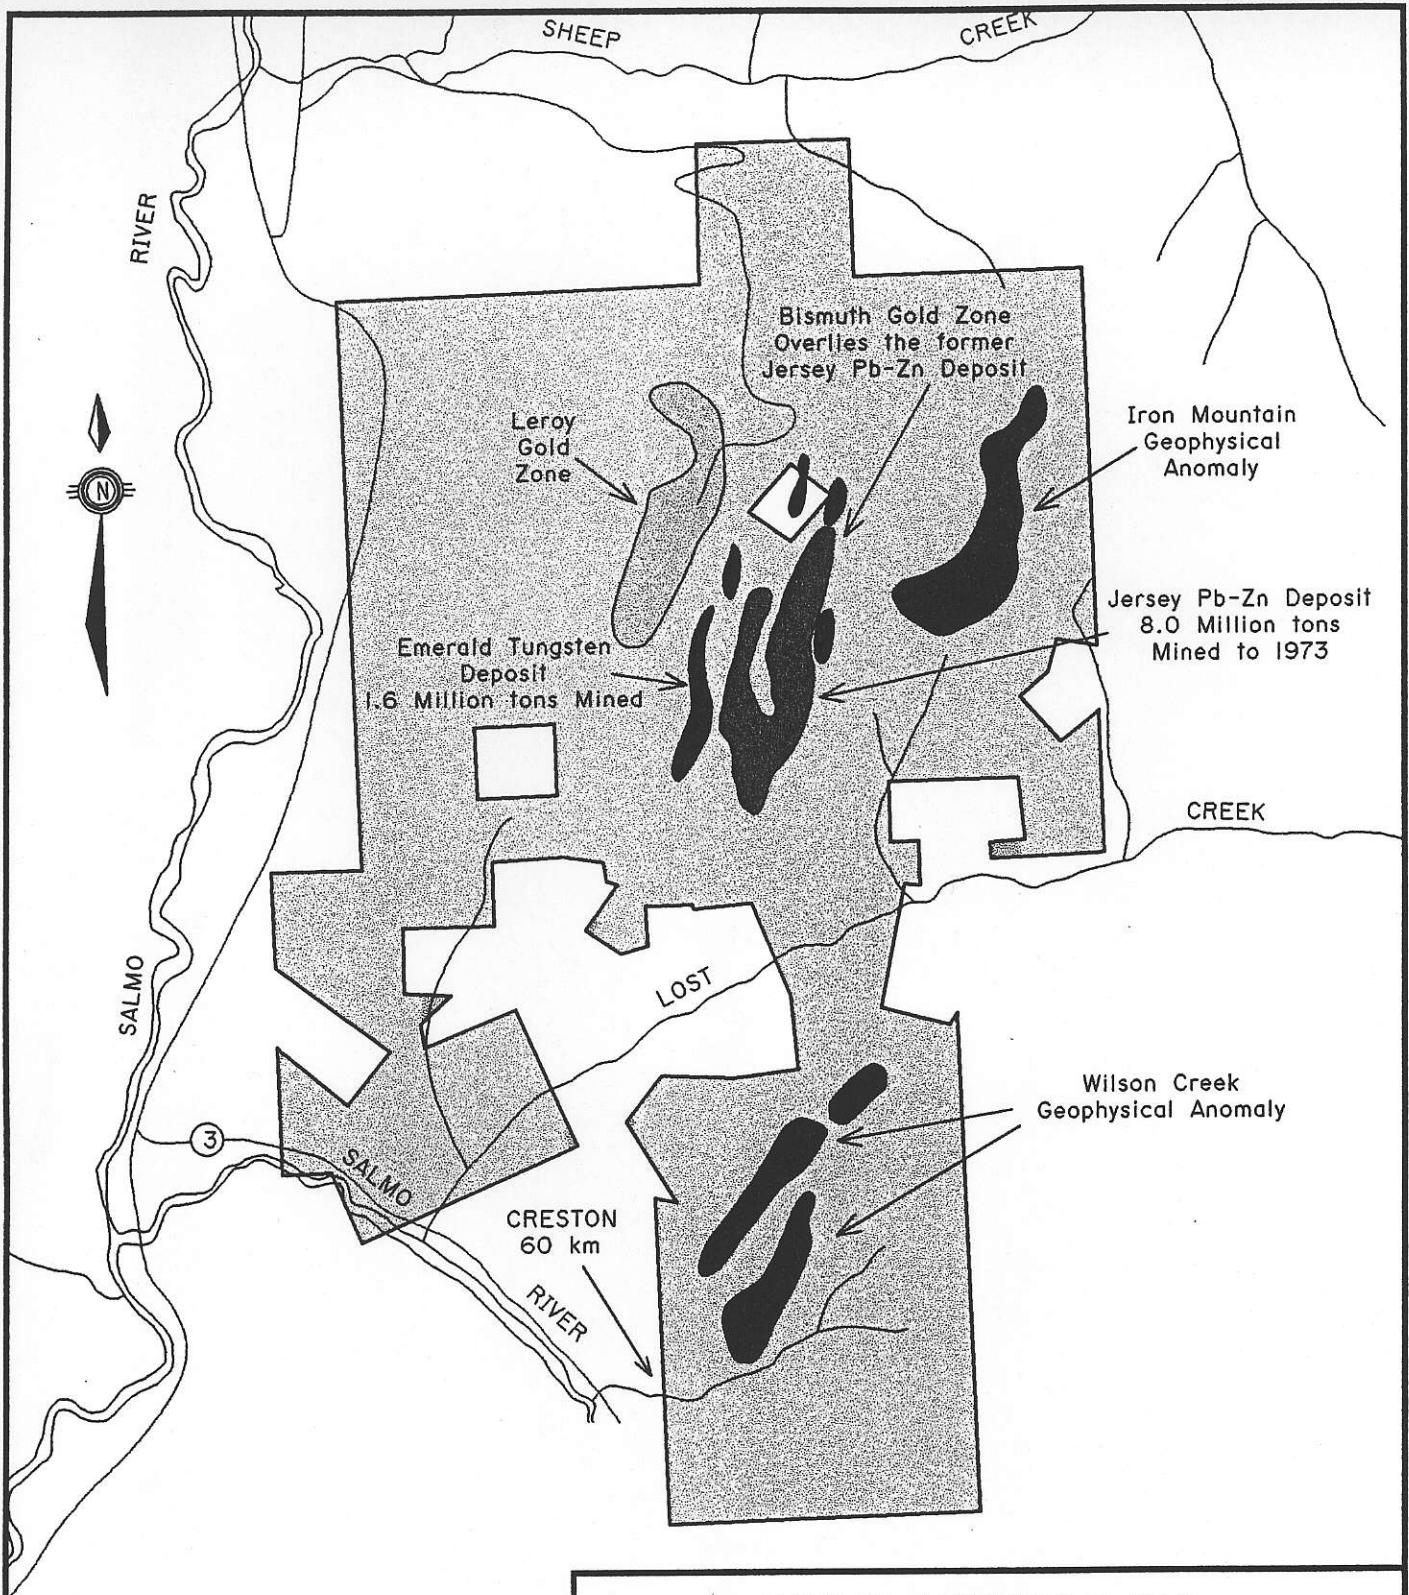 SHEEP
CREEK
RIVER
Bismuth Gold Zone
Overlies the former
Jersey Pb-Zn Deposit
Leroy
Gold
Zone
Iron Mountain
Geophysical
Anomaly
N
Jersey Pb-Zn Deposit
8.0 Million tons
Mined to 1973
Emerald Tungsten
Deposit
1.6 Million tons Mined
CREEK
LOST
SALMO
Wilson Creek
Geophysical Anomaly
3
SALMO
CRESTON
60 km
RIVER